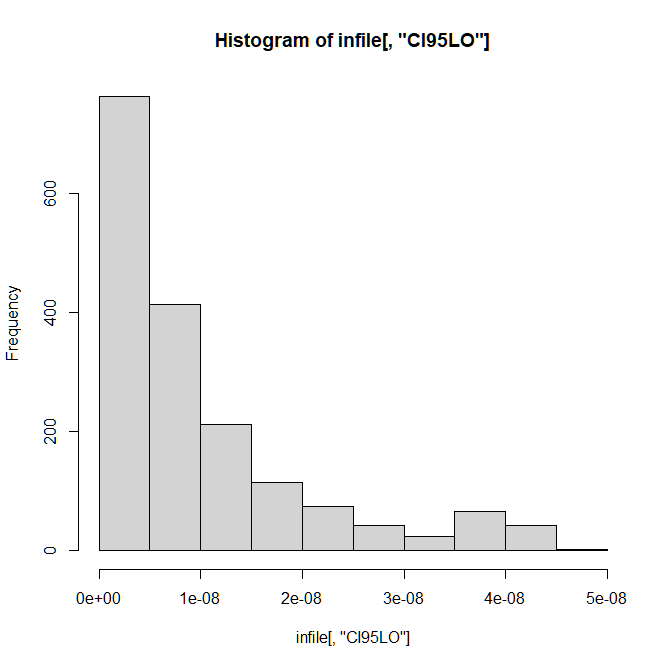 Histogram of infile[, "CI95LO"]
Frequency
600
400
200
0
0e+00 1e-08 2e-08 3e-08 4e-08 5e-08
infile[, "CI95LO"]